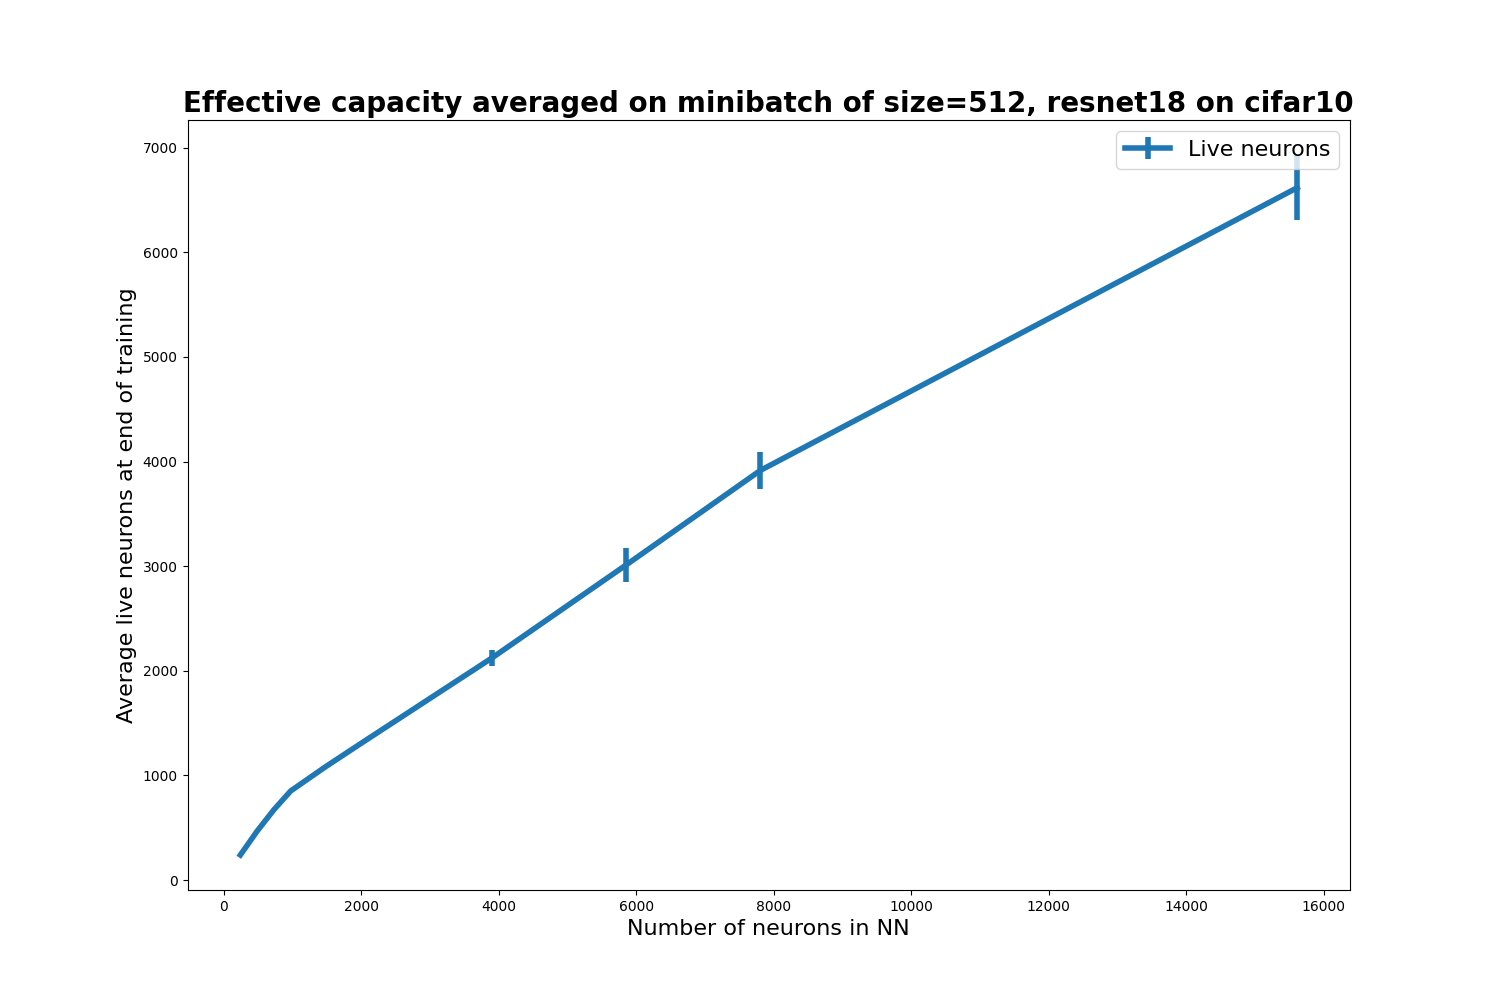 Effective capacity averaged on minibatch of size=512, resnet18 on cifar10
Live neurons
7000
6000
5000
4000
3000
2000
1000
0
Average live neurons at end of training
0 2000 4000 6000 8000 10000 12000 14000 16000
Number of neurons in NN